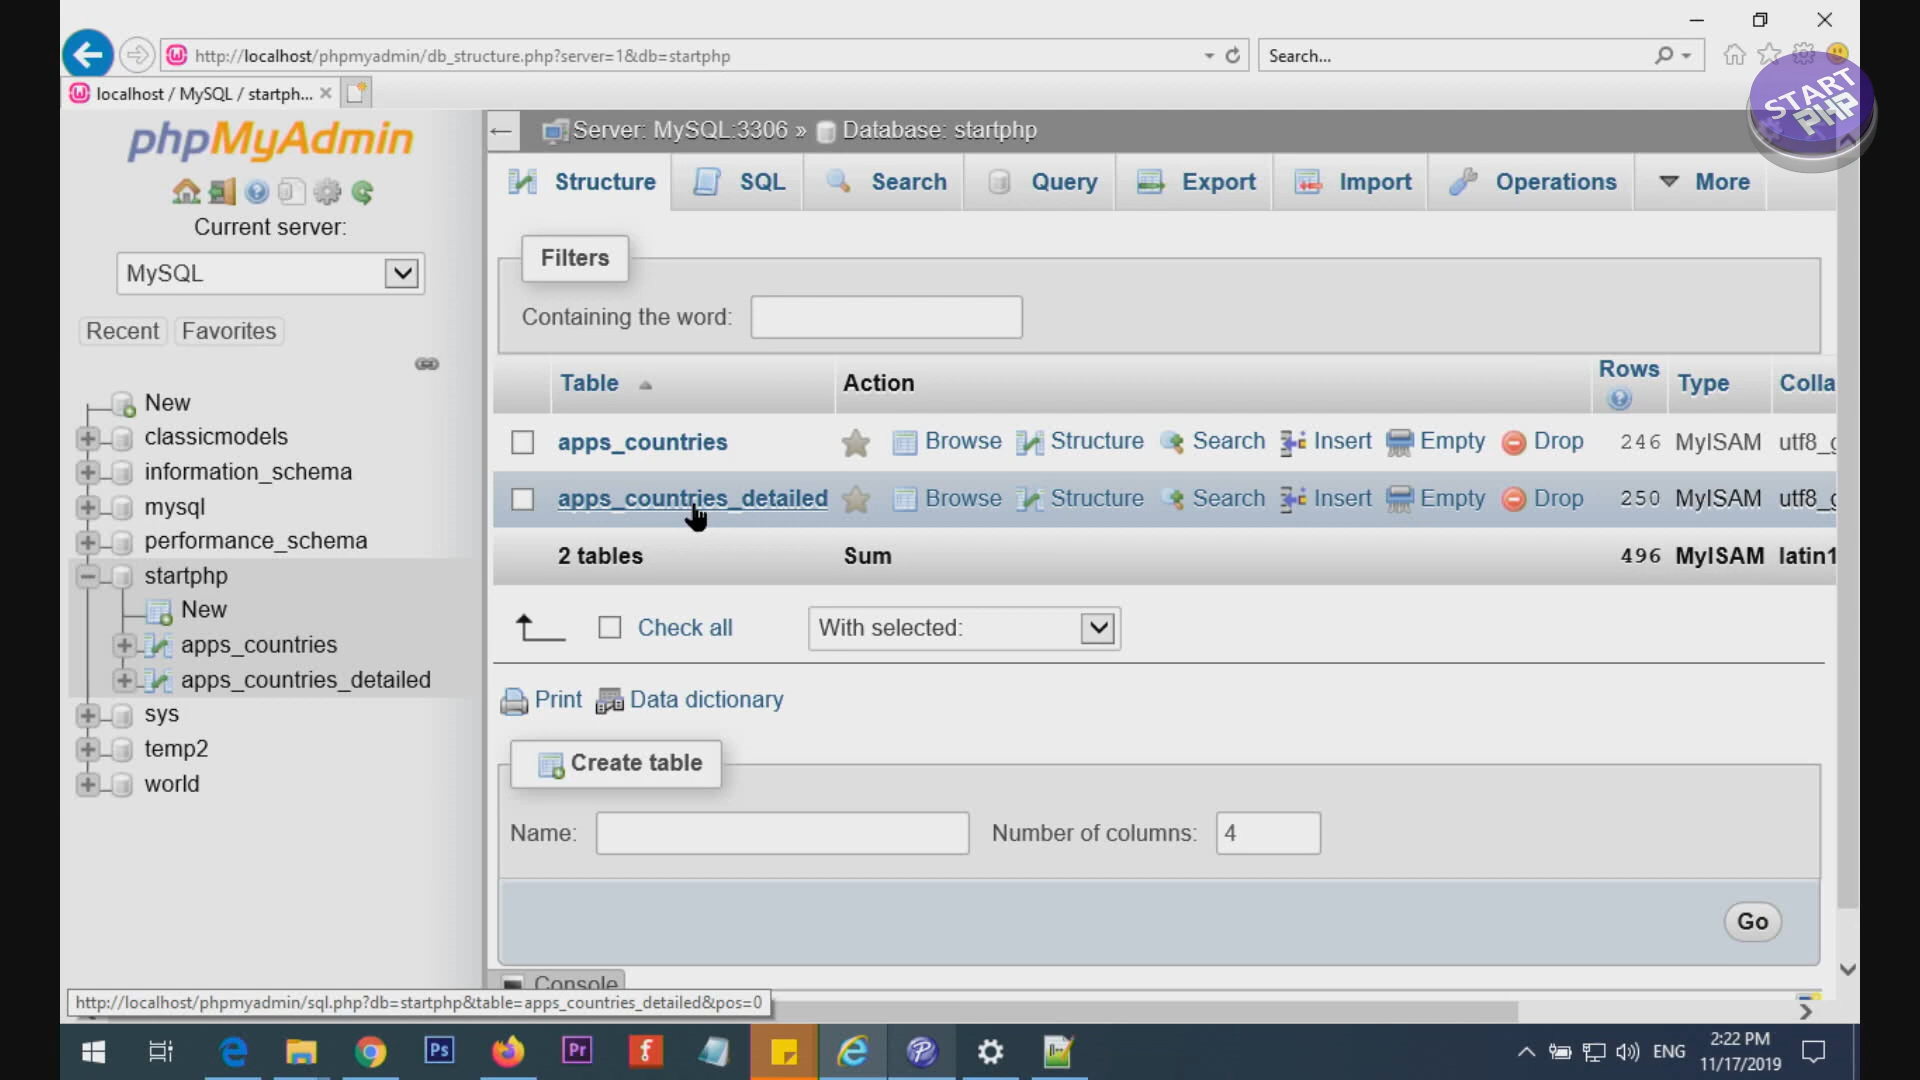 http://localhost/phpmyadmin/db_structure.php?server=1&db=startphp
Search...
localhost / MySQL / startph...
START
PHP
phpMyAdmin
Current server:
MySQL
Recent
Favorites
New
classicmodels
information_schema
mysql
performance_schema
startphp
New
apps_countries
apps_countries_detailed
sys
temp2
world
Server: MySQL:3306 » Database: startphp
Structure SQL Search Query Export Import Operations More
Filters
Containing the word:
Table Action Rows Type Colla
apps_countries Browse Structure Search Insert Empty Drop 246 MyISAM utf8_g
apps_countries_detailed Browse Structure Search Insert Empty Drop 250 MyISAM utf8_g
2 tables Sum 496 MyISAM latin1
Check all With selected:
Print Data dictionary
Create table
Name: Number of columns: 4
Go
Console
http://localhost/phpmyadmin/sql.php?db=startphp&table=apps_countries_detailed&pos=0
Ps
Pr
ENG
2:22 PM
11/17/2019